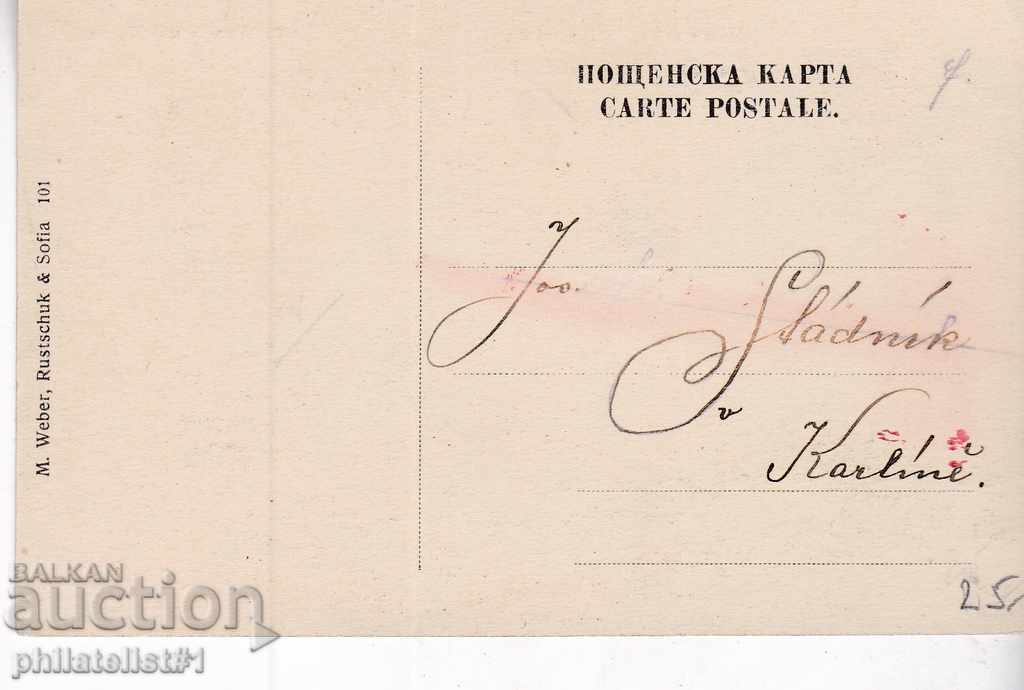 ПОЩЕНСКА КАРТА
CARTE POSTALE.
M. Weber, Rustschuk & Sofia 101
Jos.
Sládník
v
Karlíně.
25
BALKAN
auction
philatelist#1